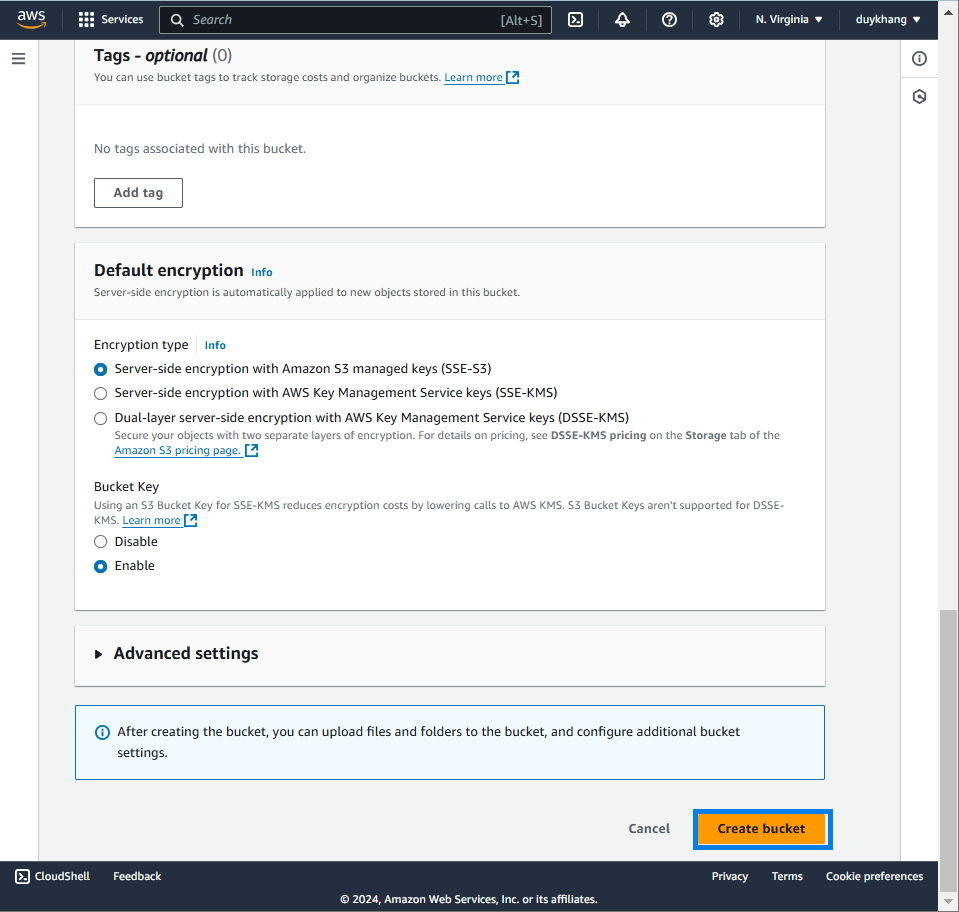 aws
Services
Search
[Alt+S]
N. Virginia
duykhang
Tags - optional (0)
You can use bucket tags to track storage costs and organize buckets. Learn more
No tags associated with this bucket.
Add tag
Default encryption Info
Server-side encryption is automatically applied to new objects stored in this bucket.
Encryption type Info
Server-side encryption with Amazon S3 managed keys (SSE-S3)
Server-side encryption with AWS Key Management Service keys (SSE-KMS)
Dual-layer server-side encryption with AWS Key Management Service keys (DSSE-KMS)
Secure your objects with two separate layers of encryption. For details on pricing, see DSSE-KMS pricing on the Storage tab of the
Amazon S3 pricing page.
Bucket Key
Using an S3 Bucket Key for SSE-KMS reduces encryption costs by lowering calls to AWS KMS. S3 Bucket Keys aren't supported for DSSE-
KMS. Learn more
Disable
Enable
Advanced settings
After creating the bucket, you can upload files and folders to the bucket, and configure additional bucket
settings.
Cancel
Create bucket
CloudShell
Feedback
Privacy
Terms
Cookie preferences
© 2024, Amazon Web Services, Inc. or its affiliates.